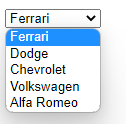 Ferrari
Ferrari
Dodge
Chevrolet
Volkswagen
Alfa Romeo